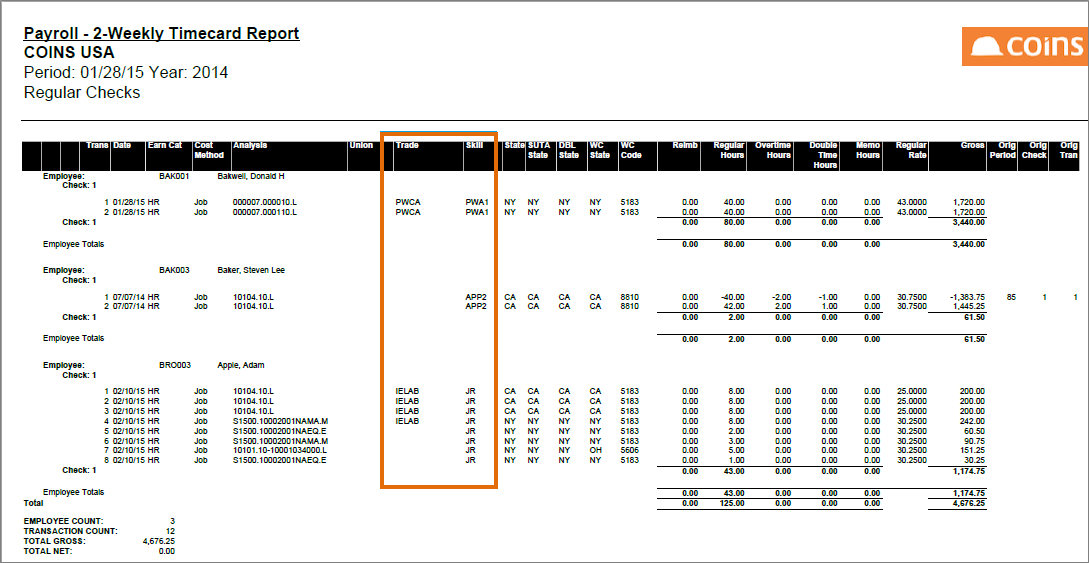 Payroll - 2-Weekly Timecard Report
COINS USA
Period: 01/28/15 Year: 2014
Regular Checks
coins
Trans Date Earn Cat Cost Method Analysis Union Trade Skill State SUTA State DBL State WC State WC Code Reimb Regular Hours Overtime Hours Double Time Hours Memo Hours Regular Rate Gross Orig Period Orig Check Orig Tran
Employee: BAK001 Bakwell, Donald H
Check: 1
1 01/28/15 HR Job 000007.000010.L PWCA PWA1 NY NY NY NY 5183 0.00 40.00 0.00 0.00 0.00 43.0000 1,720.00
2 01/28/15 HR Job 000007.000110.L PWCA PWA1 NY NY NY NY 5183 0.00 40.00 0.00 0.00 0.00 43.0000 1,720.00
Check: 1 0.00 80.00 0.00 0.00 0.00 3,440.00
Employee Totals 0.00 80.00 0.00 0.00 0.00 3,440.00
Employee: BAK003 Baker, Steven Lee
Check: 1
1 07/07/14 HR Job 10104.10.L APP2 CA CA CA CA 8810 0.00 -40.00 -2.00 -1.00 0.00 30.7500 -1,383.75 85 1 1
2 07/07/14 HR Job 10104.10.L APP2 CA CA CA CA 8810 0.00 42.00 2.00 1.00 0.00 30.7500 1,445.25
Check: 1 0.00 2.00 0.00 0.00 0.00 61.50
Employee Totals 0.00 2.00 0.00 0.00 0.00 61.50
Employee: BRO003 Apple, Adam
Check: 1
1 02/10/15 HR Job 10104.10.L IELAB JR CA CA CA CA 5183 0.00 8.00 0.00 0.00 0.00 25.0000 200.00
2 02/10/15 HR Job 10104.10.L IELAB JR CA CA CA CA 5183 0.00 8.00 0.00 0.00 0.00 25.0000 200.00
3 02/10/15 HR Job 10104.10.L IELAB JR CA CA CA CA 5183 0.00 8.00 0.00 0.00 0.00 25.0000 200.00
4 02/10/15 HR Job S1500.10002001NAMA.M IELAB JR NY NY NY NY 5183 0.00 8.00 0.00 0.00 0.00 30.2500 242.00
5 02/10/15 HR Job S1500.10002001NAEQ.E JR NY NY NY NY 5183 0.00 2.00 0.00 0.00 0.00 30.2500 60.50
6 02/10/15 HR Job S1500.10002001NAMA.M JR NY NY NY NY 5183 0.00 3.00 0.00 0.00 0.00 30.2500 90.75
7 02/10/15 HR Job 10101.10-10001034000.L JR NY NY NY OH 5606 0.00 5.00 0.00 0.00 0.00 30.2500 151.25
8 02/10/15 HR Job S1500.10002001NAEQ.E JR NY NY NY NY 5183 0.00 1.00 0.00 0.00 0.00 30.2500 30.25
Check: 1 0.00 43.00 0.00 0.00 0.00 1,174.75
Employee Totals 0.00 43.00 0.00 0.00 0.00 1,174.75
Total 0.00 125.00 0.00 0.00 0.00 4,676.25
EMPLOYEE COUNT: 3
TRANSACTION COUNT: 12
TOTAL GROSS: 4,676.25
TOTAL NET: 0.00